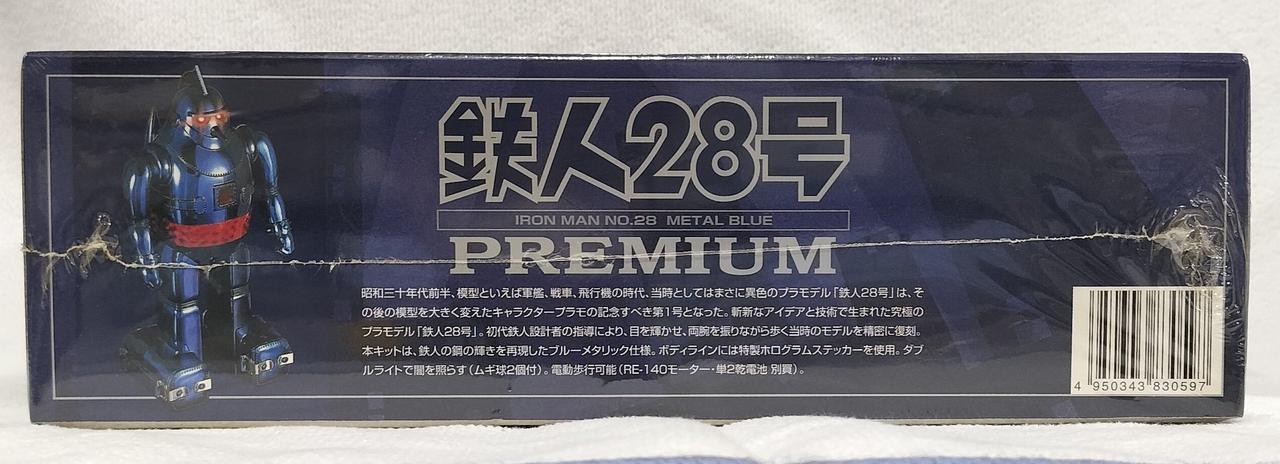 鉄人28号
IRON MAN NO.28 METAL BLUE
PREMIUM
昭和三十年代前半、模型といえば軍艦、戦車、飛行機の時代、当時としてはまさに異色のプラモデル「鉄人28号」は、そ
の後の模型を大きく変えたキャラクタープラモの記念すべき第1号となった。斬新なアイデアと技術で生まれた究極の
プラモデル「鉄人28号」。初代鉄人設計者の指導により、目を輝かせ、両腕を振りながら歩く当時のモデルを精密に復刻。
本キットは、鉄人の鋼の輝きを再現したブルーメタリック仕様。ボディラインには特製ホログラムステッカーを使用。ダブ
ルライトで闇を照らす(ムギ球2個付)。電動歩行可能(RE-140モーター・単2乾電池 別買)。
4 950343 830597